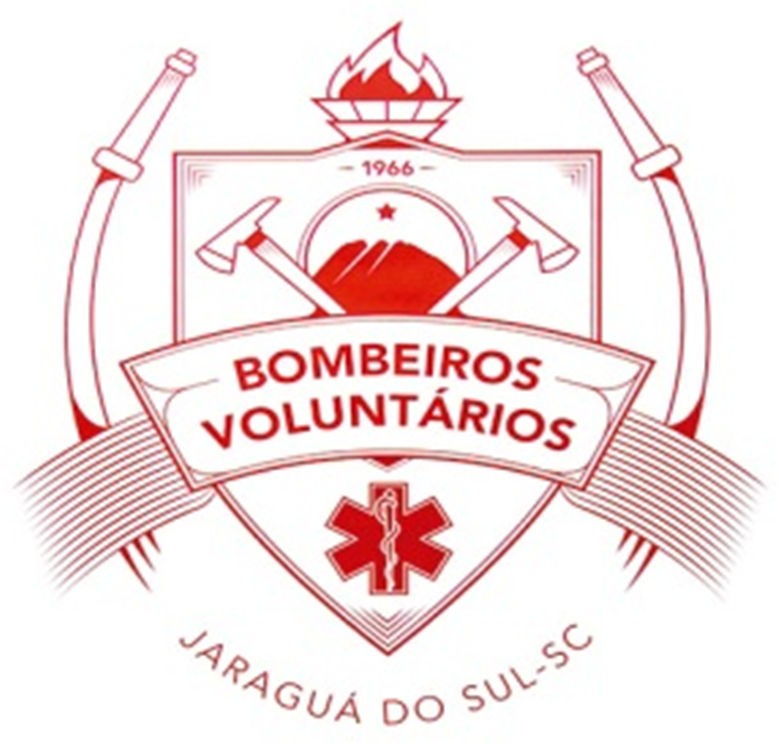 - 1966 -
BOMBEIROS
VOLUNTÁRIOS
JARAGUÁ DO SUL-SC